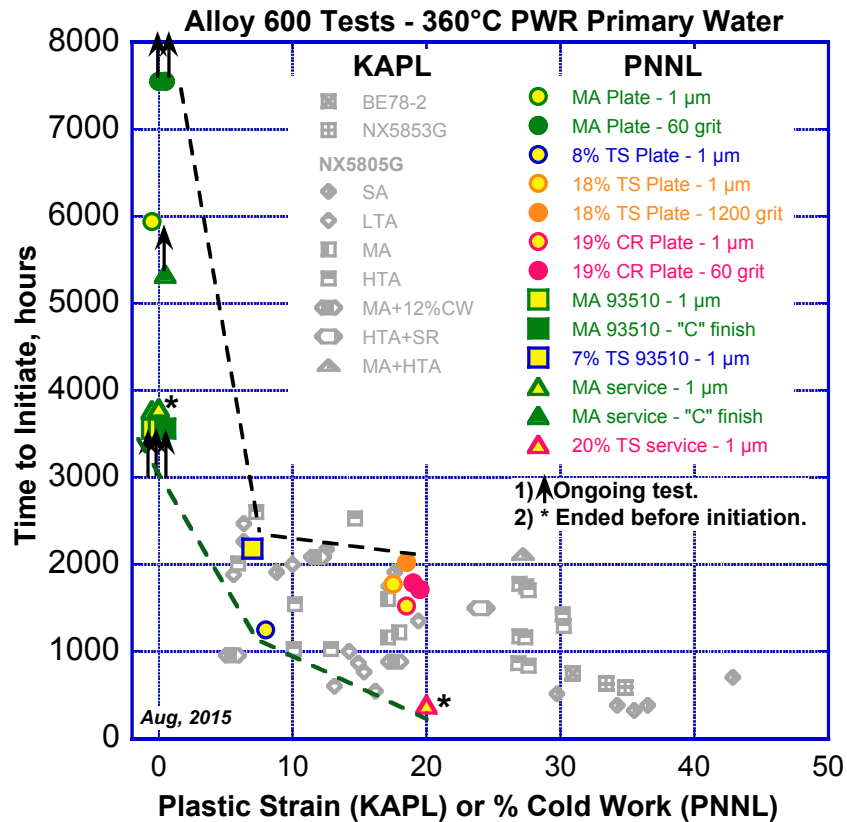 Alloy 600 Tests - 360°C PWR Primary Water
8000
7000
6000
5000
4000
3000
2000
1000
0
Time to Initiate, hours
KAPL
BE78-2
NX5853G
NX5805G
SA
LTA
MA
HTA
MA+12%CW
HTA+SR
MA+HTA
PNNL
MA Plate - 1 µm
MA Plate - 60 grit
8% TS Plate - 1 µm
18% TS Plate - 1 µm
18% TS Plate - 1200 grit
19% CR Plate - 1 µm
19% CR Plate - 60 grit
MA 93510 - 1 µm
MA 93510 - "C" finish
7% TS 93510 - 1 µm
MA service - 1 µm
MA service - "C" finish
20% TS service - 1 µm
*
1) Ongoing test.
2) * Ended before initiation.
*
Aug, 2015
0 10 20 30 40 50
Plastic Strain (KAPL) or % Cold Work (PNNL)